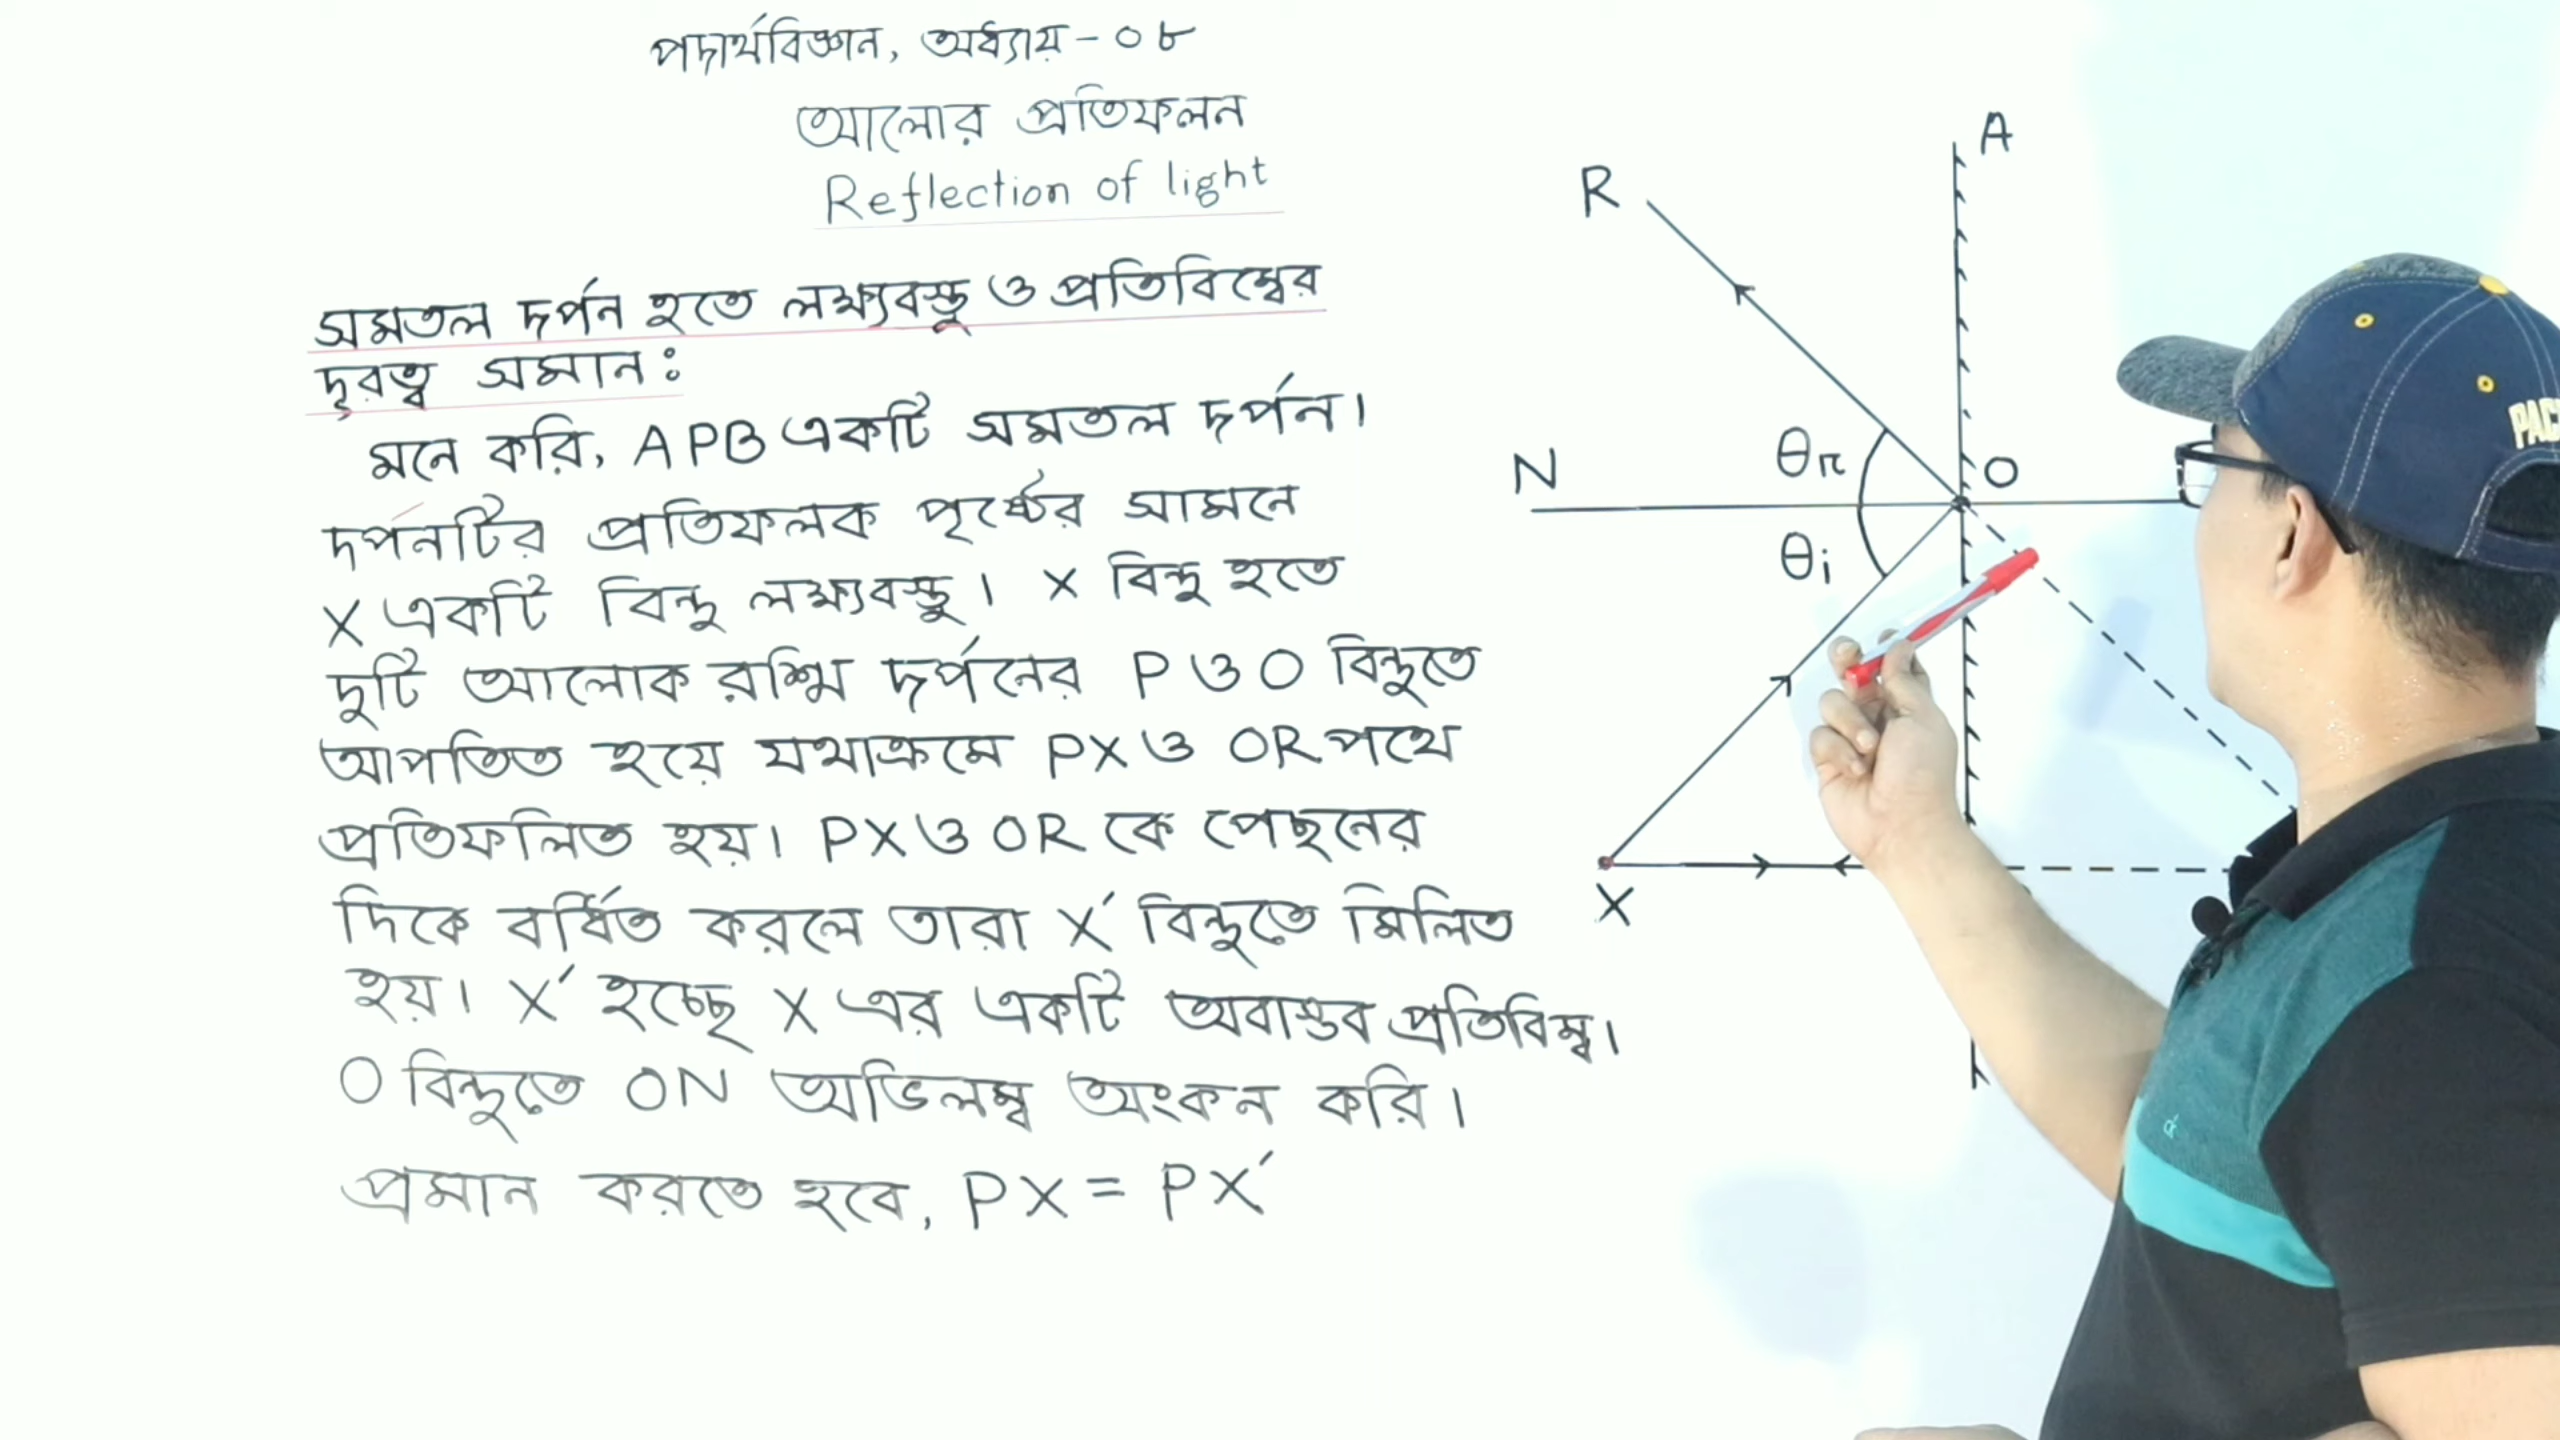 পদার্থবিজ্ঞান, অধ্যায় - ০৮
আলোর প্রতিফলন
Reflection of light
সমতল দর্পন হতে লক্ষ্যবস্তু ও প্রতিবিম্বের
দূরত্ব সমান:
মনে করি, APB একটি সমতল দর্পন।
দর্পনটির প্রতিফলক পৃষ্ঠের সামনে
X একটি বিন্দু লক্ষ্যবস্তু। X বিন্দু হতে
দুটি আলোক রশ্মি দর্পনের P ও O বিন্দুতে
আপতিত হয়ে যথাক্রমে PX ও OR পথে
প্রতিফলিত হয়। PX ও OR কে পেছনের
দিকে বর্ধিত করলে তারা X′ বিন্দুতে মিলিত
হয়। X′ হচ্ছে X এর একটি অবাস্তব প্রতিবিম্ব।
O বিন্দুতে ON অভিলম্ব অংকন করি।
প্রমান করতে হবে, PX = PX′
A
R
N
θr
O
θi
X